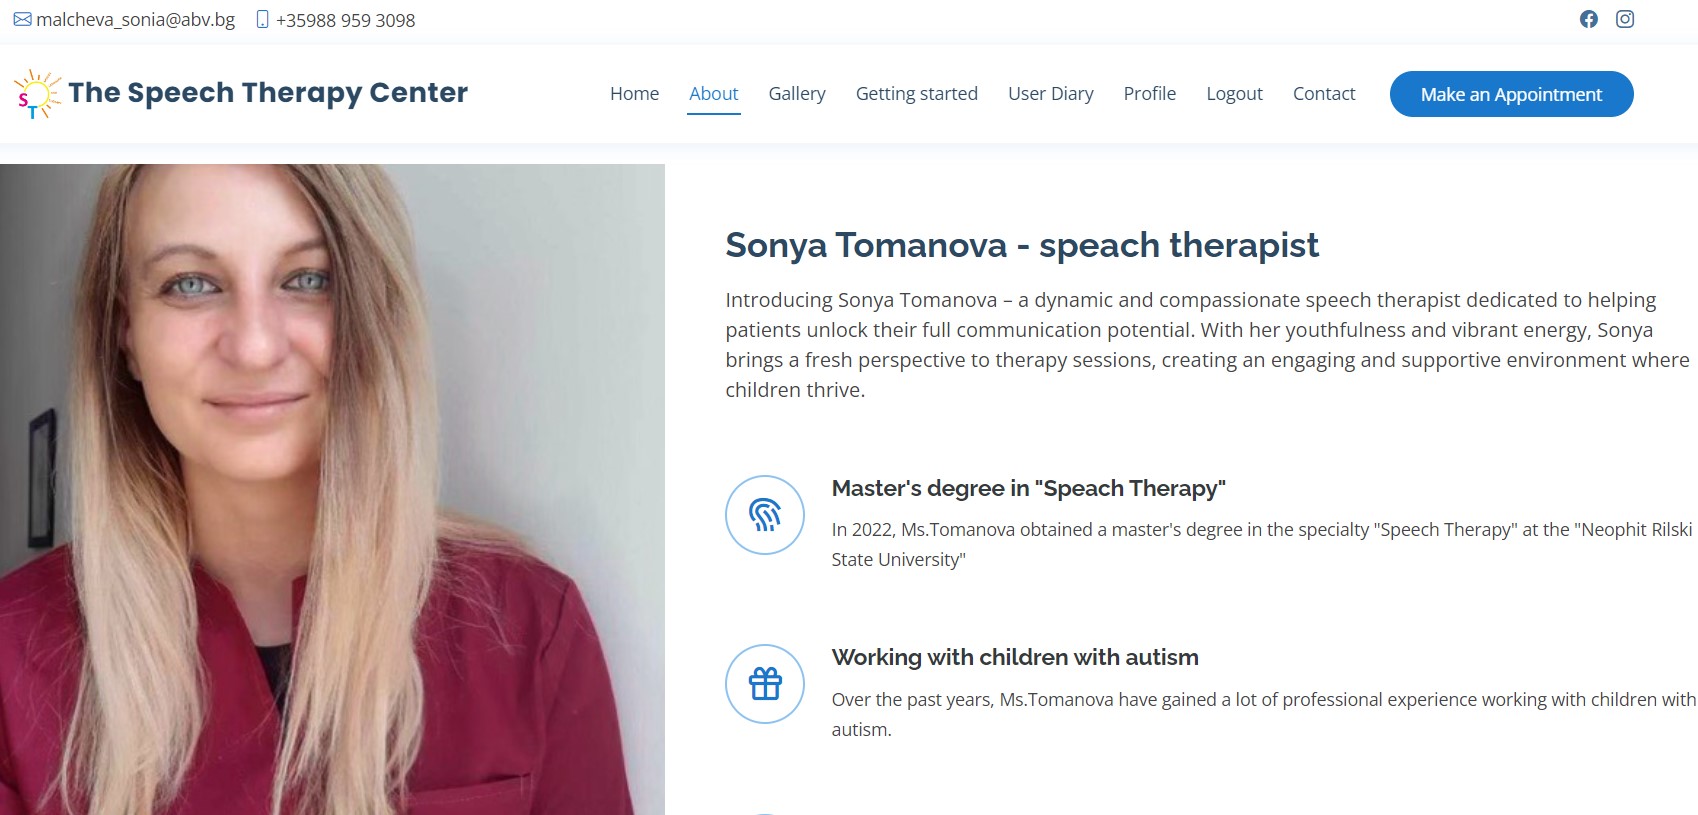 malcheva_sonia@abv.bg +35988 959 3098
ST The Speech Therapy Center
Home About Gallery Getting started User Diary Profile Logout Contact Make an Appointment
Sonya Tomanova - speach therapist
Introducing Sonya Tomanova – a dynamic and compassionate speech therapist dedicated to helping
patients unlock their full communication potential. With her youthfulness and vibrant energy, Sonya
brings a fresh perspective to therapy sessions, creating an engaging and supportive environment where
children thrive.
Master's degree in "Speach Therapy"
In 2022, Ms.Tomanova obtained a master's degree in the specialty "Speech Therapy" at the "Neophit Rilski
State University"
Working with children with autism
Over the past years, Ms.Tomanova have gained a lot of professional experience working with children with
autism.